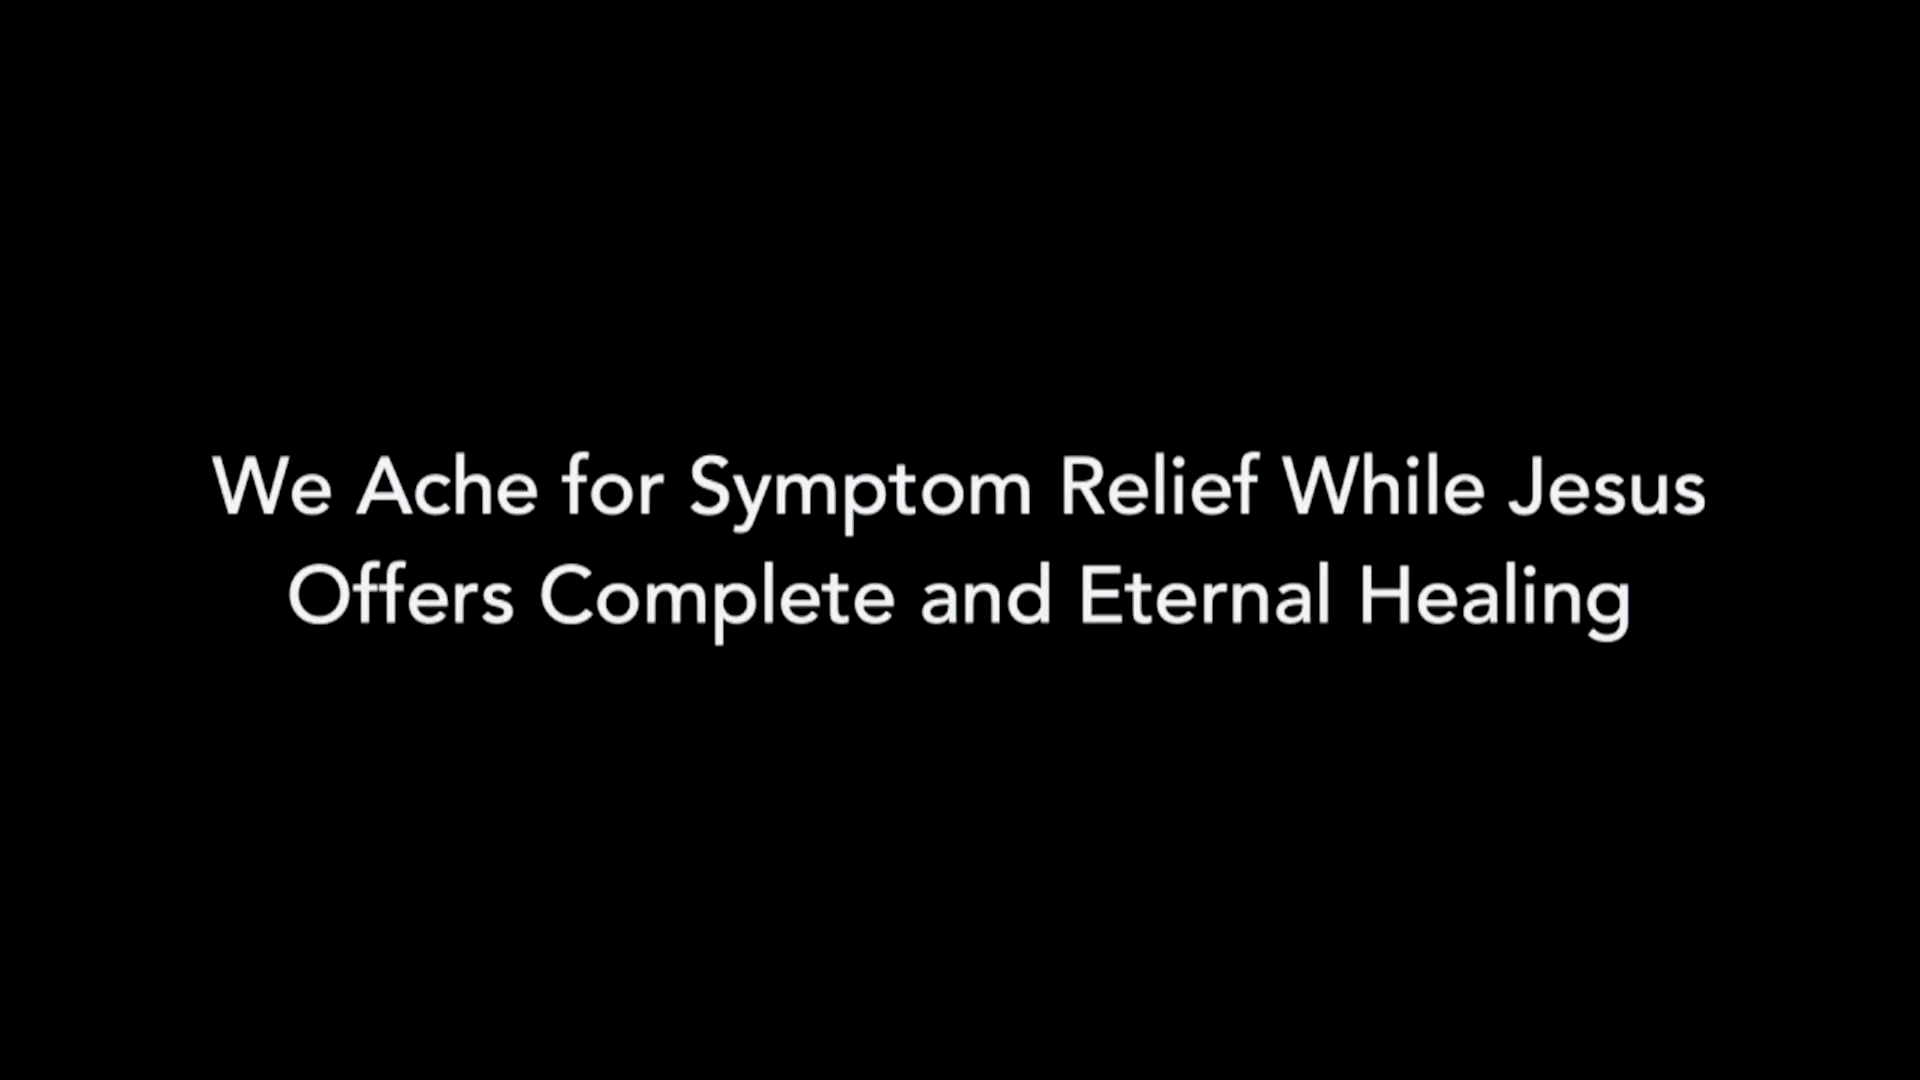 We Ache for Symptom Relief While Jesus
Offers Complete and Eternal Healing